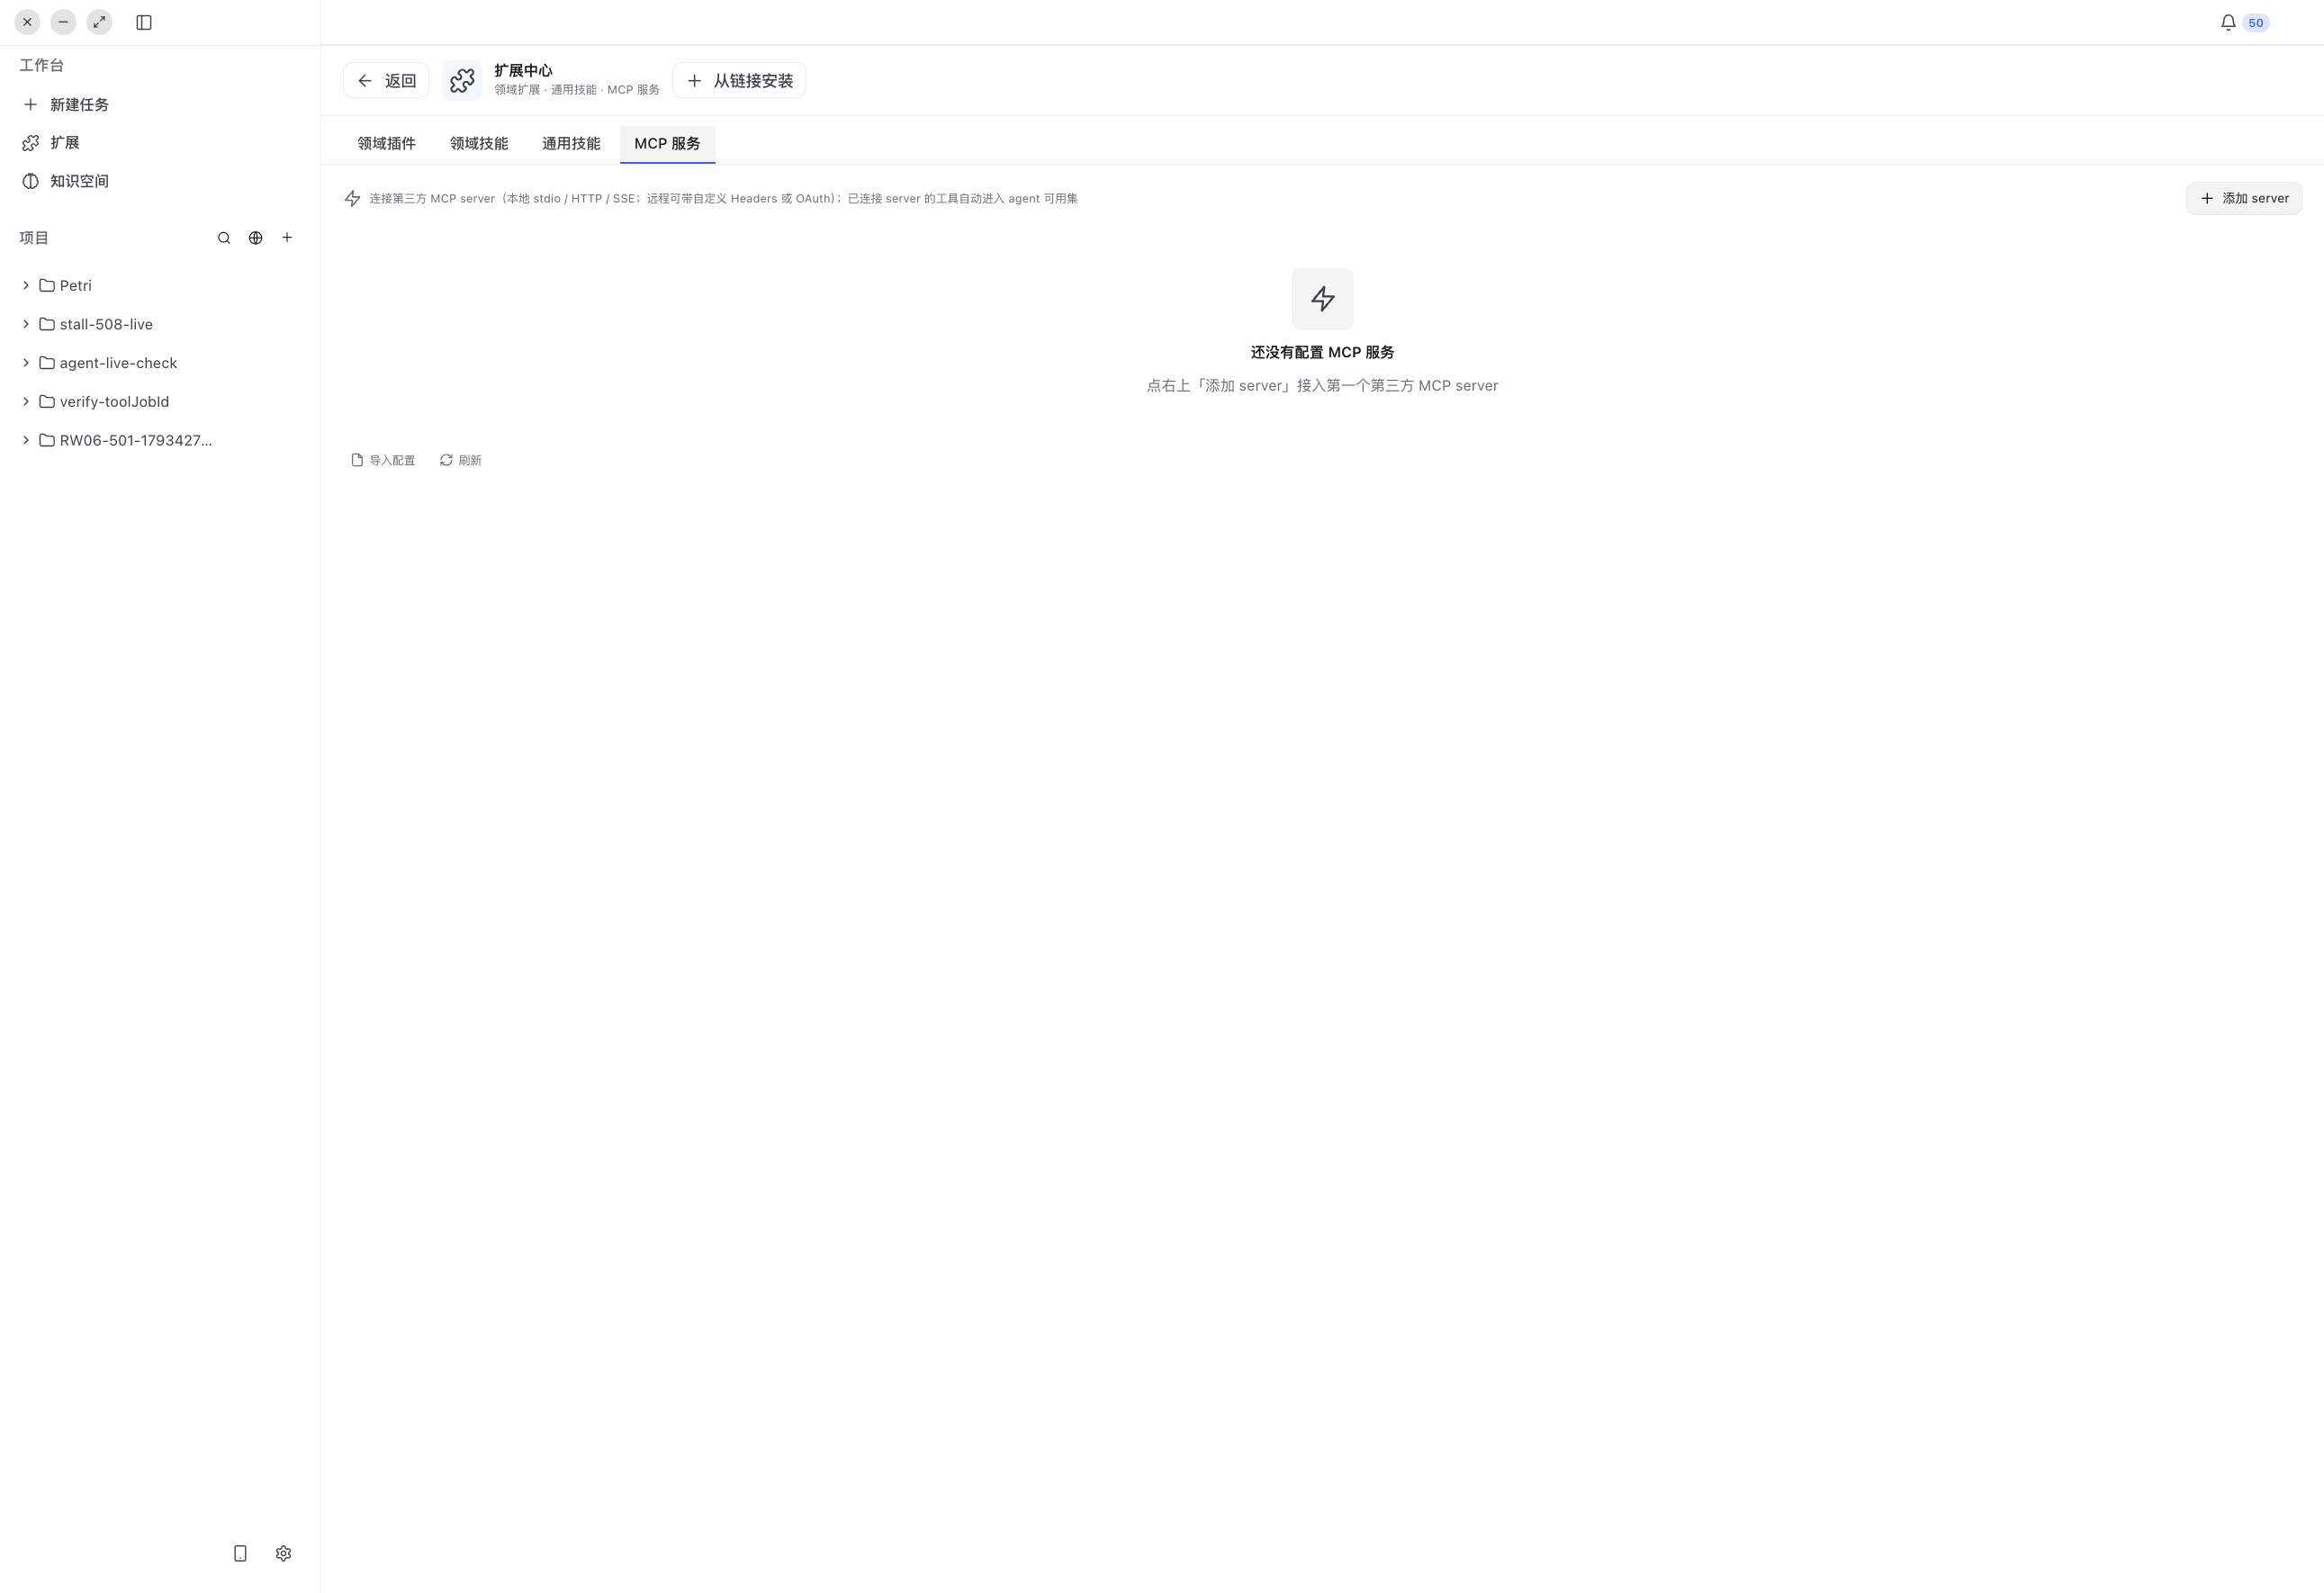 50
工作台
新建任务
扩展
知识空间
项目
Petri
stall-508-live
agent-live-check
verify-toolJobId
RW06-501-1793427...
返回
扩展中心
领域扩展 · 通用技能 · MCP 服务
从链接安装
领域插件
领域技能
通用技能
MCP 服务
连接第三方 MCP server（本地 stdio / HTTP / SSE；远程可带自定义 Headers 或 OAuth）；已连接 server 的工具自动进入 agent 可用集
添加 server
还没有配置 MCP 服务
点右上「添加 server」接入第一个第三方 MCP server
导入配置
刷新